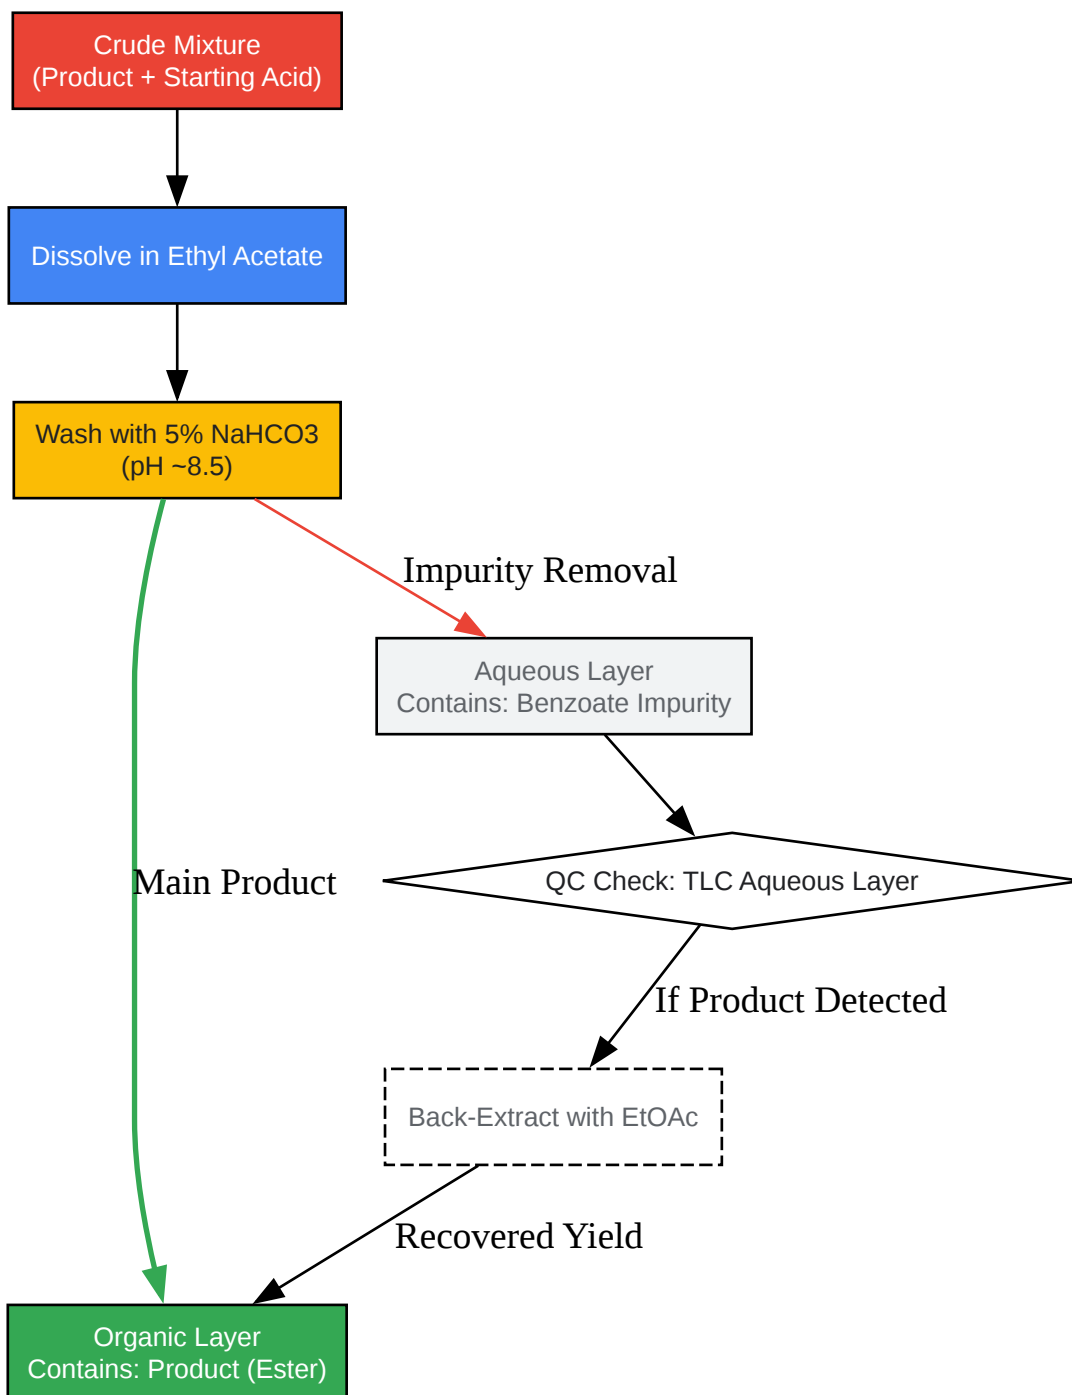 Crude Mixture
(Product + Starting Acid)
Dissolve in Ethyl Acetate
Wash with 5% NaHCO3
(pH ~8.5)
Impurity Removal
Aqueous Layer
Contains: Benzoate Impurity
Main Product
QC Check: TLC Aqueous Layer
If Product Detected
Back-Extract with EtOAc
Recovered Yield
Organic Layer
Contains: Product (Ester)